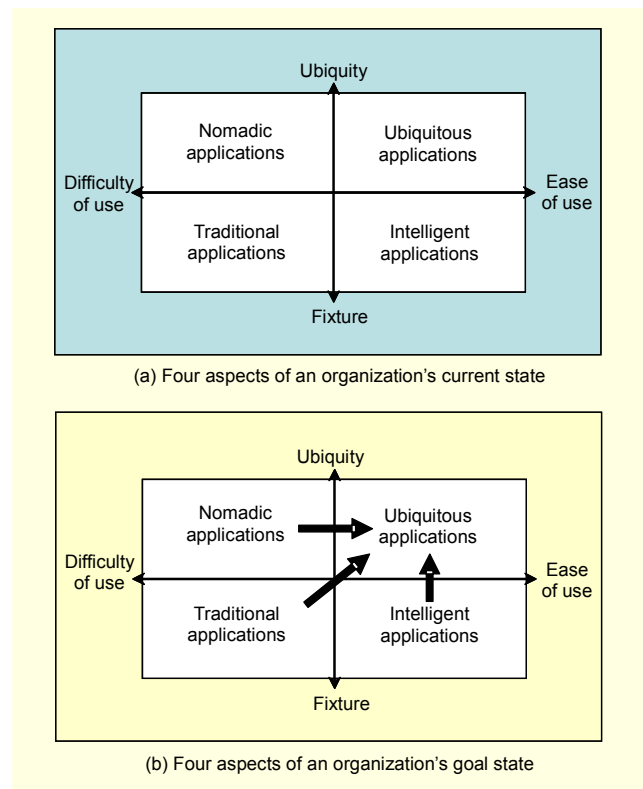 Ubiquity
Nomadic
applications
Ubiquitous
applications
Difficulty
of use
Ease
of use
Traditional
applications
Intelligent
applications
Fixture
(a) Four aspects of an organization's current state
Ubiquity
Nomadic
applications
Ubiquitous
applications
Difficulty
of use
Ease
of use
Traditional
applications
Intelligent
applications
Fixture
(b) Four aspects of an organization's goal state